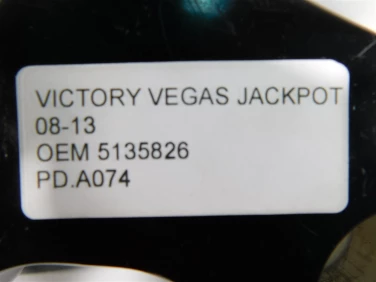 VICTORY VEGAS JACKPOT
08-13
OEM 5135826
PD.A074